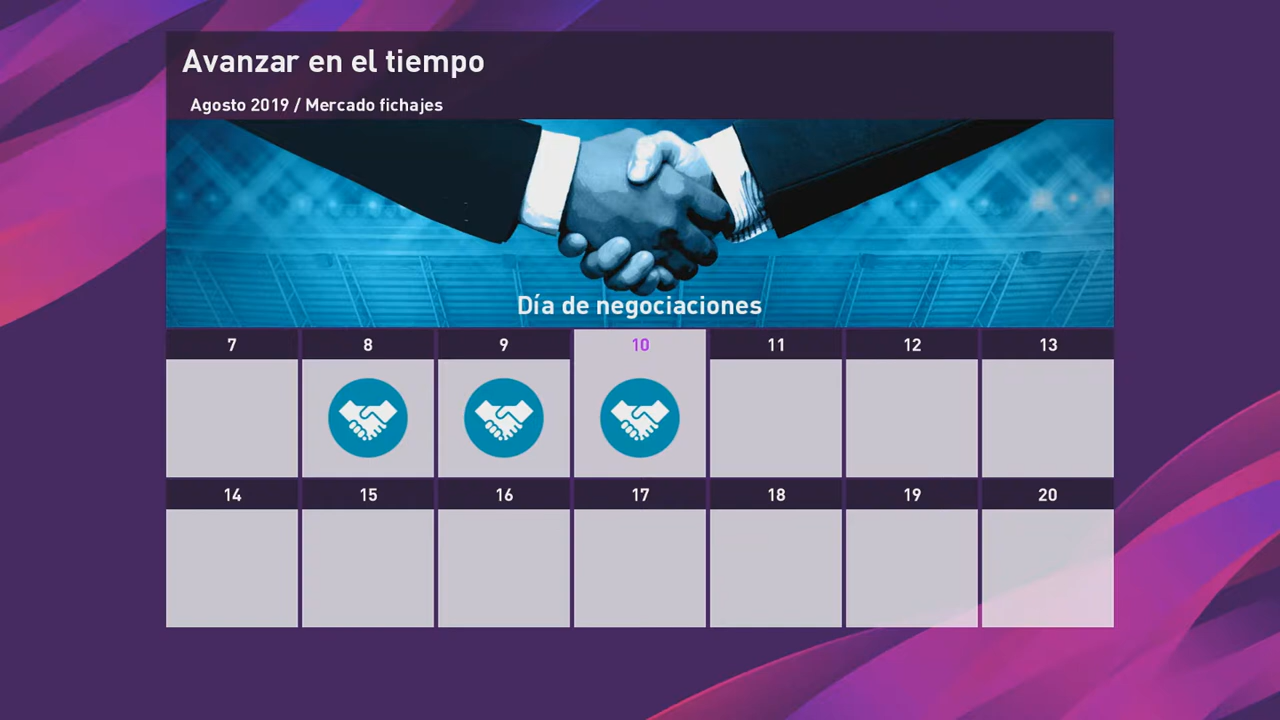 Avanzar en el tiempo
Agosto 2019 / Mercado fichajes
Día de negociaciones
7 8 9 10 11 12 13
14 15 16 17 18 19 20